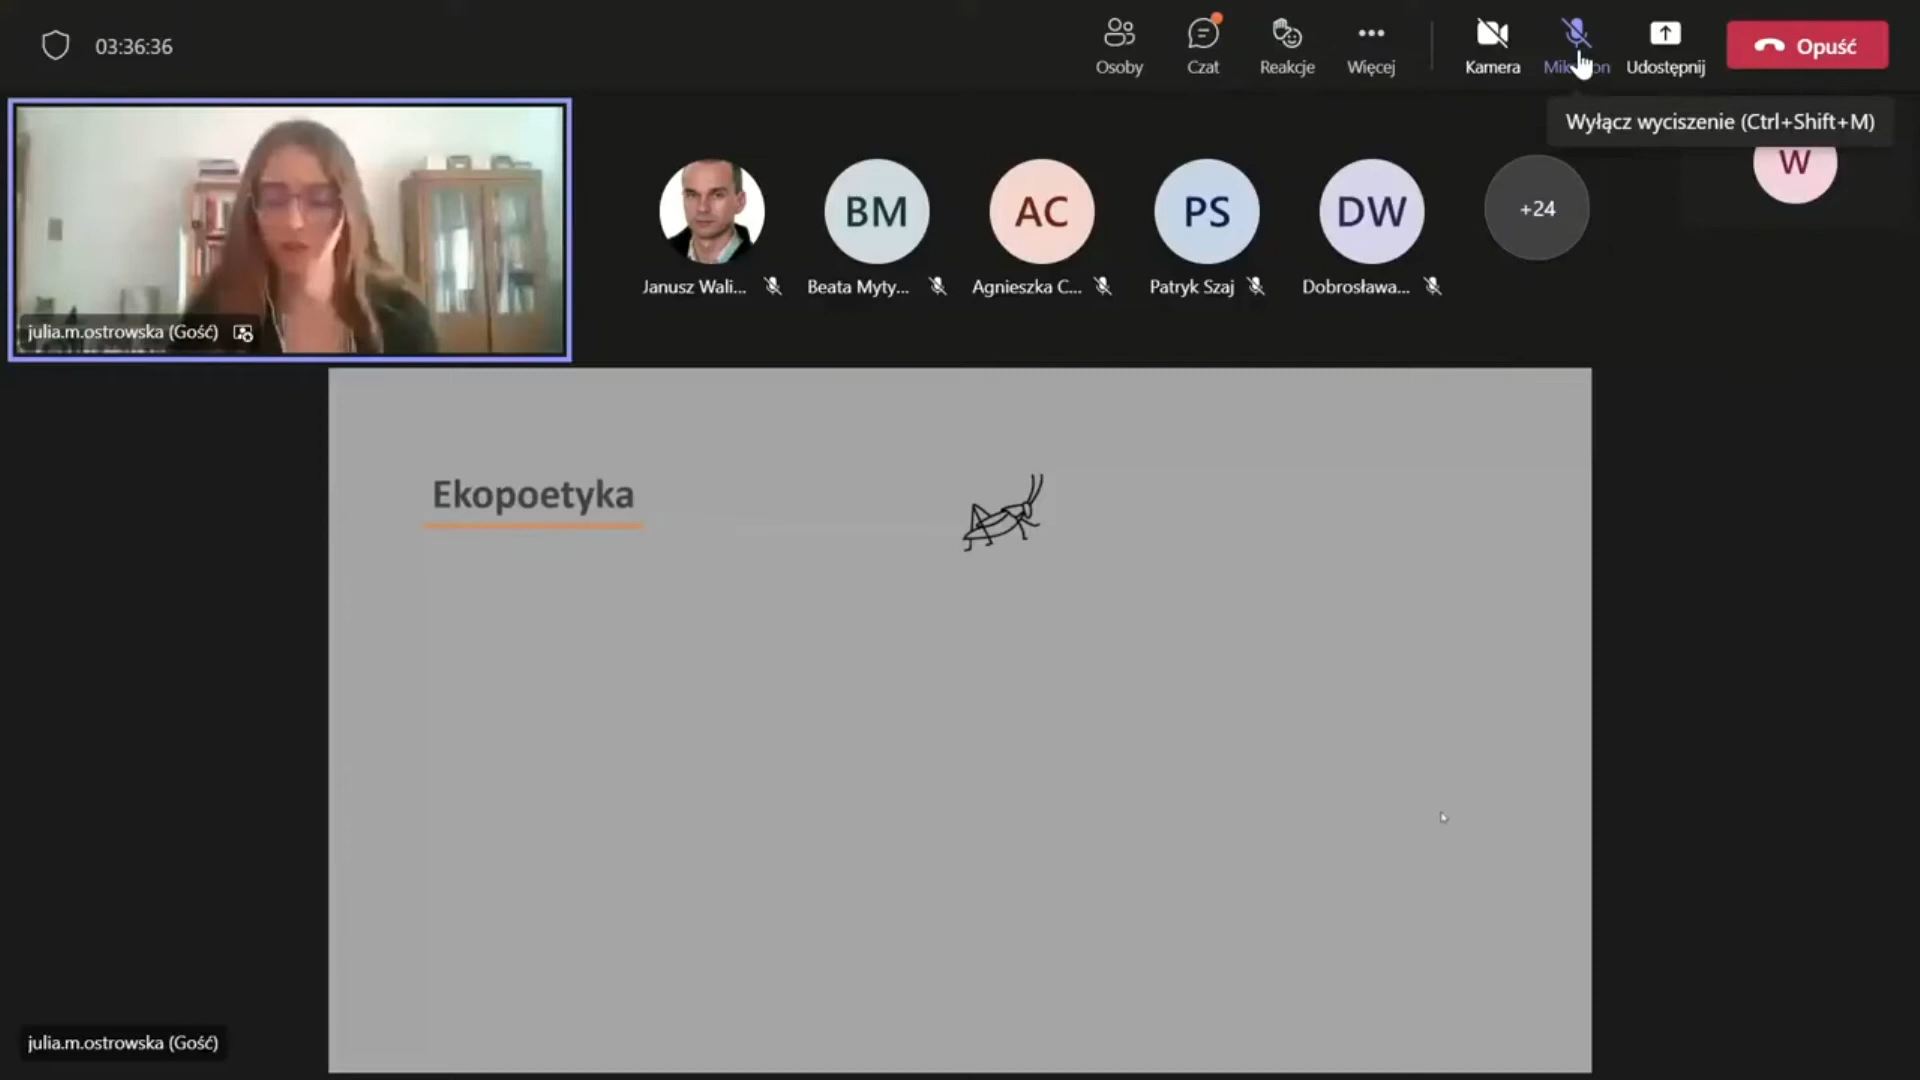 03:36:36
Osoby
Czat
Reakcje
Więcej
Kamera
Udostępnij
Opuść
Wyłącz wyciszenie (Ctrl+Shift+M)
W
BM
AC
PS
DW
+24
Janusz Wali...
Beata Myty...
Agnieszka C...
Patryk Szaj
Dobrosława...
julia.m.ostrowska (Gość)
Ekopoetyka
julia.m.ostrowska (Gość)